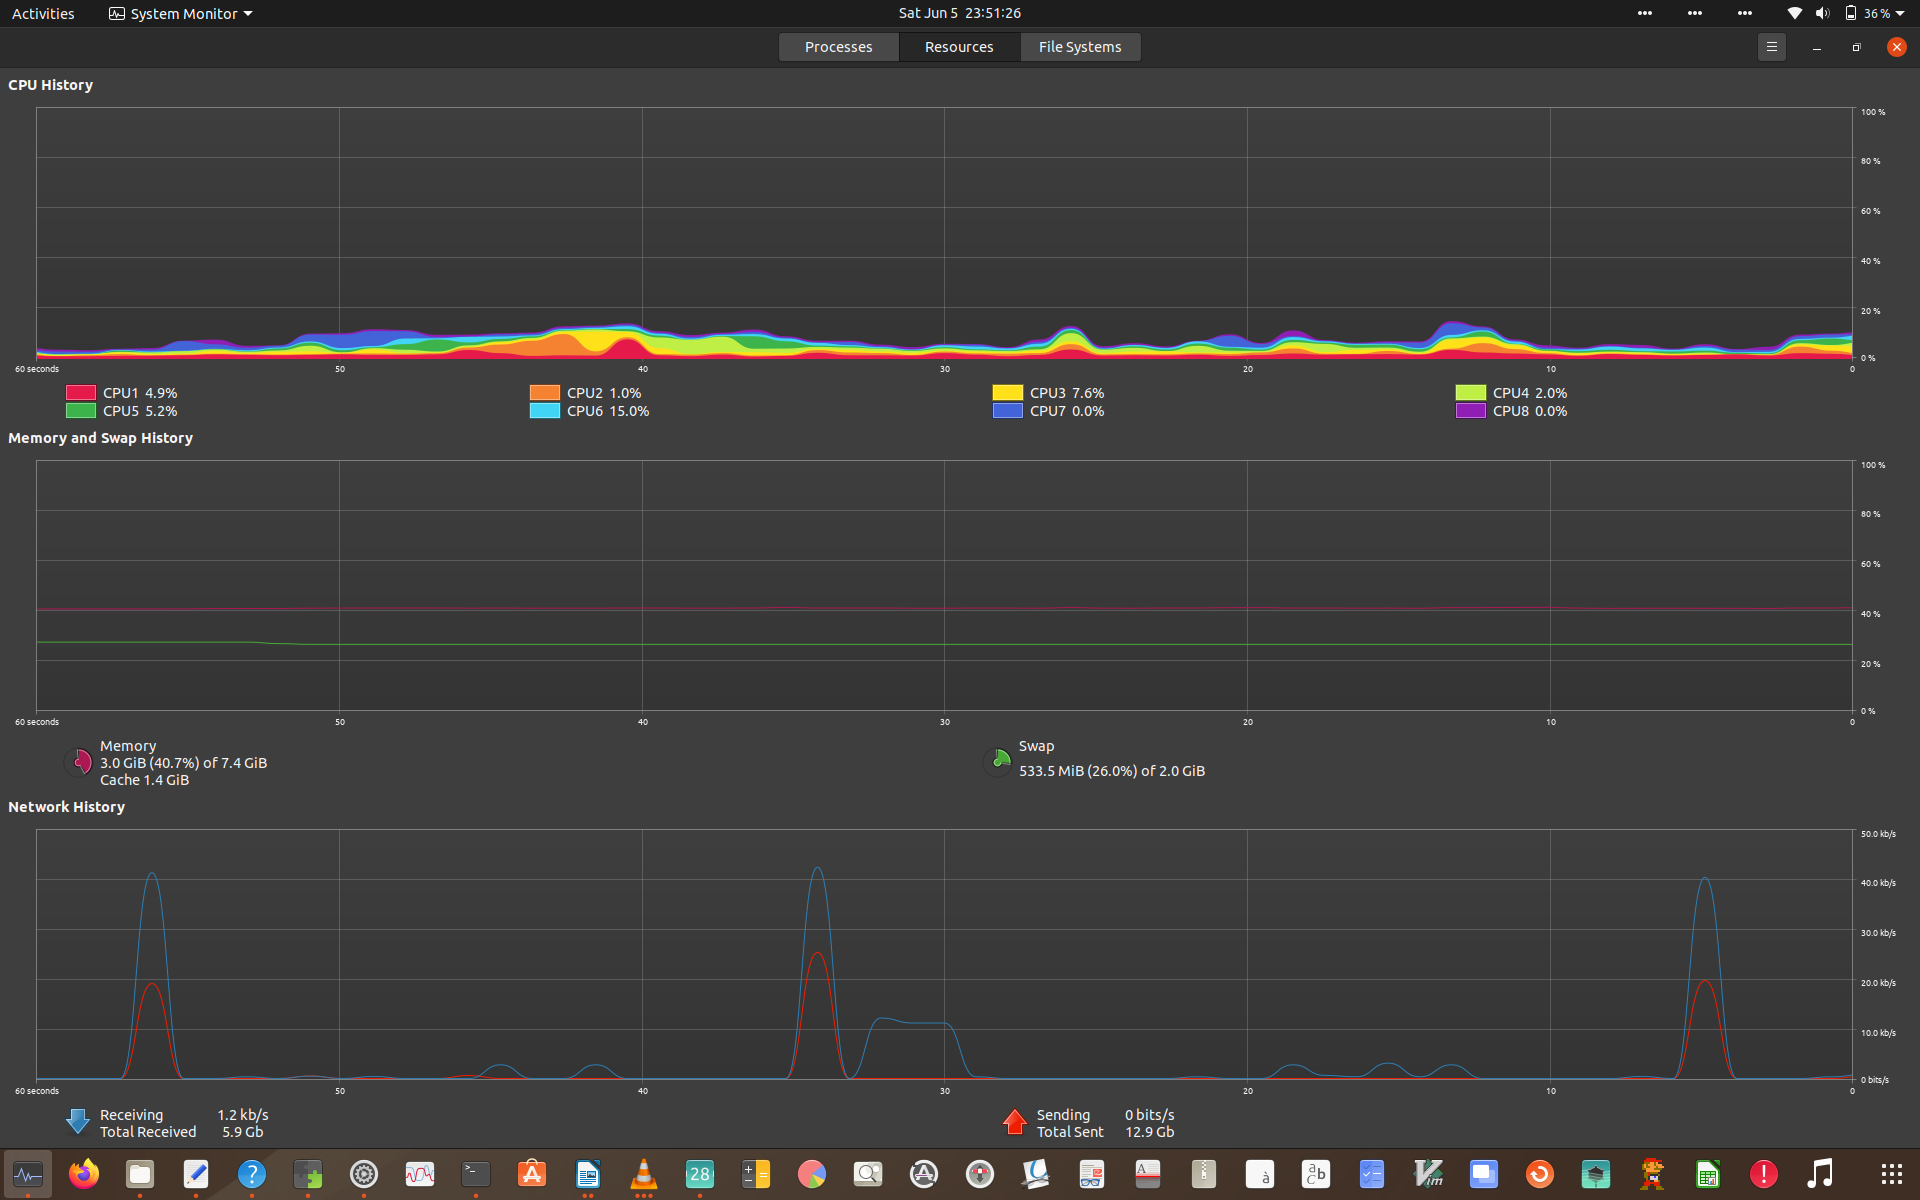 Activities System Monitor Sat Jun 5 23:51:26 36 %
Processes Resources File Systems
CPU History
100 %
80 %
60 %
40 %
20 %
0 %
60 seconds 50 40 30 20 10 0
CPU1 4.9% CPU2 1.0% CPU3 7.6% CPU4 2.0%
CPU5 5.2% CPU6 15.0% CPU7 0.0% CPU8 0.0%
Memory and Swap History
100 %
80 %
60 %
40 %
20 %
0 %
60 seconds 50 40 30 20 10 0
Memory
3.0 GiB (40.7%) of 7.4 GiB
Cache 1.4 GiB
Swap
533.5 MiB (26.0%) of 2.0 GiB
Network History
50.0 kb/s
40.0 kb/s
30.0 kb/s
20.0 kb/s
10.0 kb/s
0 bits/s
60 seconds 50 40 30 20 10 0
Receiving 1.2 kb/s
Total Received 5.9 Gb
Sending 0 bits/s
Total Sent 12.9 Gb
28